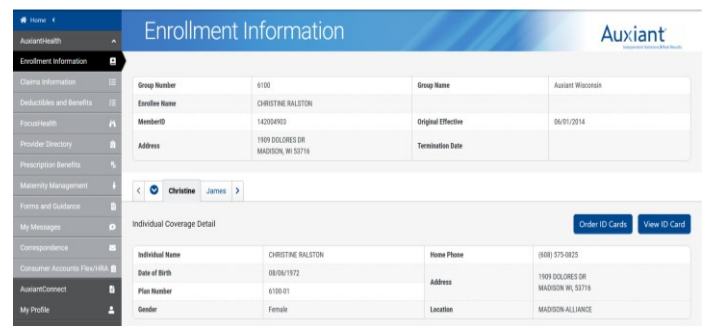 Home
AuxiantHealth
Enrollment Information
Claims Information
Deductibles and Benefits
FocusHealth
Provider Directory
Prescription Benefits
Maternity Management
Forms and Guidance
My Messages
Correspondence
Consumer Accounts Flex/HRA
AuxiantConnect
My Profile
Enrollment Information
Auxiant
Independent Solutions. Real Results.
Group Number 6100 Group Name Auxiant Wisconsin
Enrollee Name CHRISTINE RALSTON
MemberID 142004903 Original Effective 06/01/2014
Address 1909 DOLORES DR
MADISON, WI 53716 Termination Date
Christine James
Individual Coverage Detail Order ID Cards View ID Card
Individual Name CHRISTINE RALSTON Home Phone (608) 575-0825
Date of Birth 08/06/1972
Plan Number 6100-01
Address 1909 DOLORES DR
MADISON WI, 53716
Gender Female Location MADISON-ALLIANCE